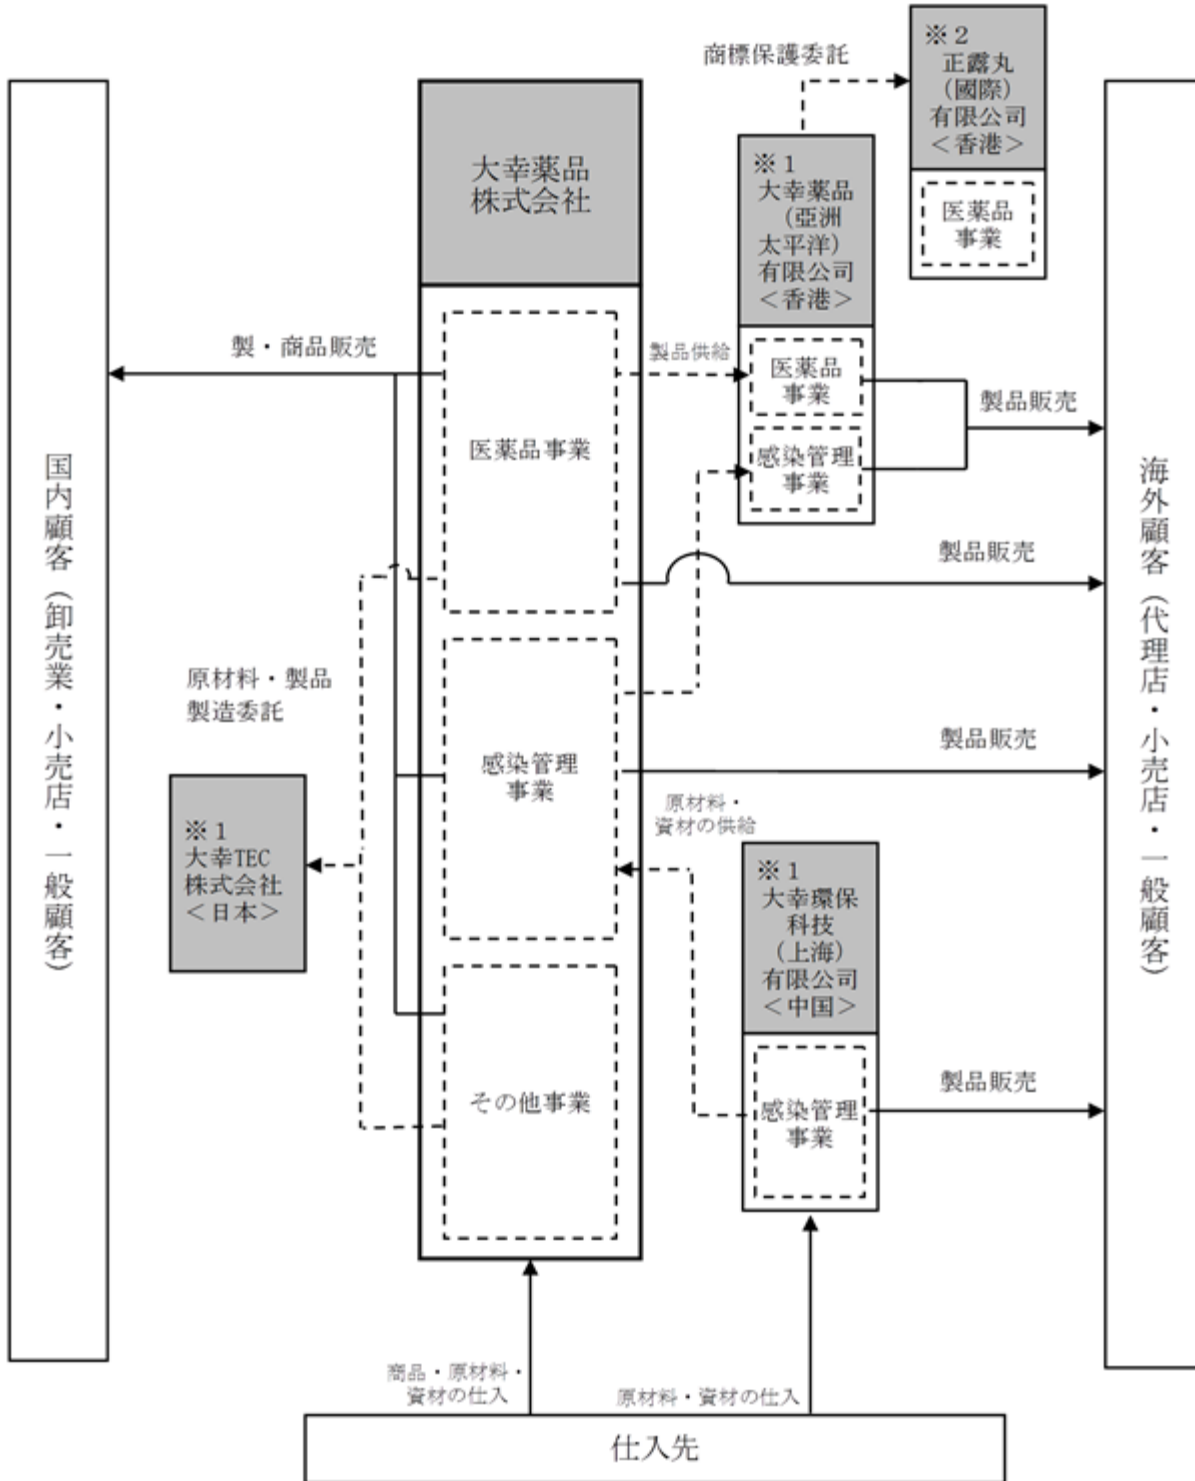 商標保護委託
※２
正露丸
（國際）
有限公司
＜香港＞
医薬品
事業
大幸薬品
株式会社
※１
大幸薬品
（亞洲
太平洋）
有限公司
＜香港＞
製・商品販売
製品供給
医薬品
事業
製品販売
医薬品事業
感染管理
事業
国内顧客（卸売業・小売店・一般顧客）
海外顧客（代理店・小売店・一般顧客）
製品販売
原材料・製品
製造委託
感染管理
事業
製品販売
原材料・
資材の供給
※１
大幸TEC
株式会社
＜日本＞
※１
大幸環保
科技
（上海）
有限公司
＜中国＞
その他事業
感染管理
事業
製品販売
商品・原材料・
資材の仕入
原材料・資材の仕入
仕入先